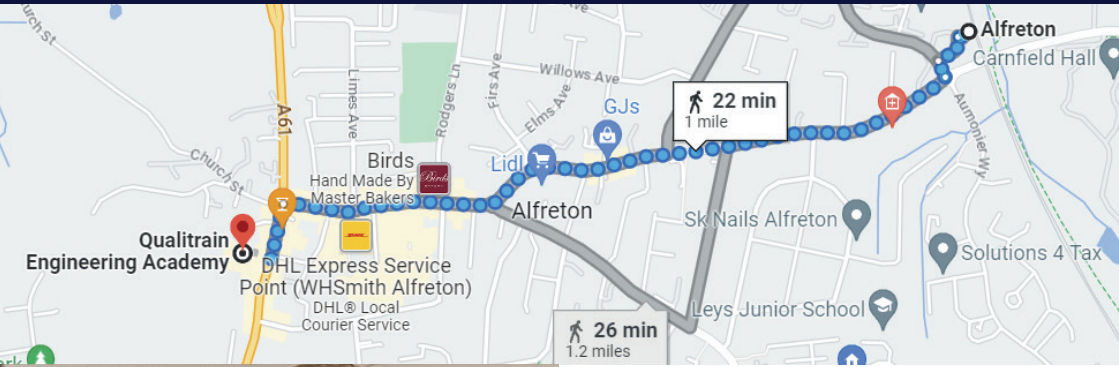 Alfreton
Carnfield Hall
Church St
A61
Limes Ave
Rodgers Ln
Firs Ave
Willows Ave
Elms Ave
GJs
22 min
1 mile
Aumonier Way
Church St
Birds
Hand Made By
Master Bakers
Birds
Lidl
Alfreton
Sk Nails Alfreton
Qualitrain
Engineering Academy
DHL
DHL Express Service
Point (WHSmith Alfreton)
DHL® Local
Courier Service
Solutions 4 Tax
Leys Junior School
26 min
1.2 miles